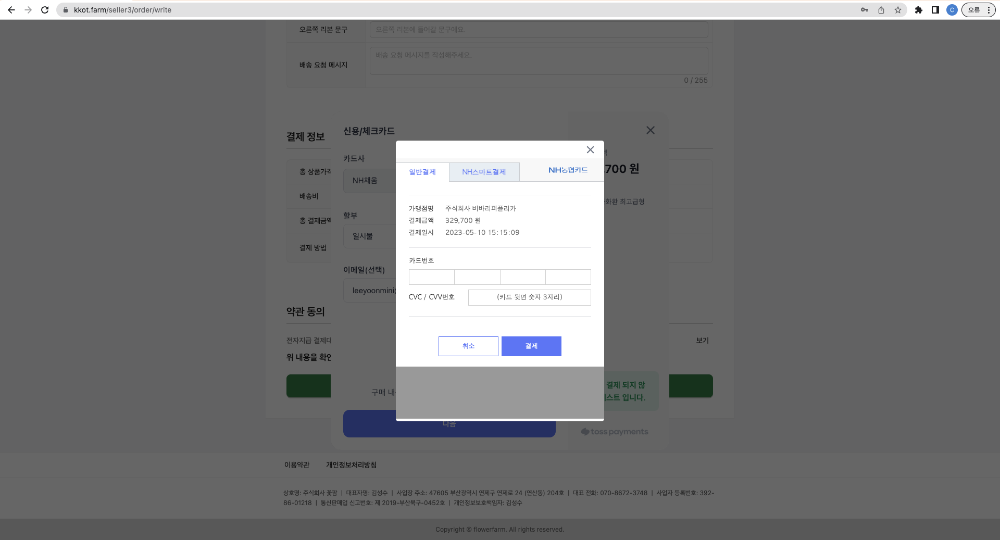 kkot.farm/seller3/order/write
C
오류
오른쪽 리본 문구
오른쪽 리본에 들어갈 문구에요.
배송 요청 메시지
배송 요청 메시지를 작성해주세요.
0 / 255
결제 정보
총 상품가격
배송비
총 결제금액
결제 방법
약관 동의
전자지급 결제대
보기
위 내용을 확인
신용/체크카드
카드사
NH채움
할부
일시불
이메일(선택)
leeyoonmini@
구매 내
다음
액
,700 원
화환 최고급형
결제 되지 않
스트 입니다.
toss payments
일반결제
NH스마트결제
NH농협카드
가맹점명 주식회사 비바리퍼플리카
결제금액 329,700 원
결제일시 2023-05-10 15:15:09
카드번호
CVC / CVV번호
(카드 뒷면 숫자 3자리)
취소
결제
이용약관
개인정보처리방침
상호명: 주식회사 꽃팜 | 대표자명: 김성수 | 사업장 주소: 47605 부산광역시 연제구 연제로 24 (연산동) 204호 | 대표 전화: 070-8672-3748 | 사업자 등록번호: 392-
86-01218 | 통신판매업 신고번호: 제 2019-부산북구-0452호 | 개인정보보호책임자: 김성수
Copyright © flowerfarm. All rights reserved.